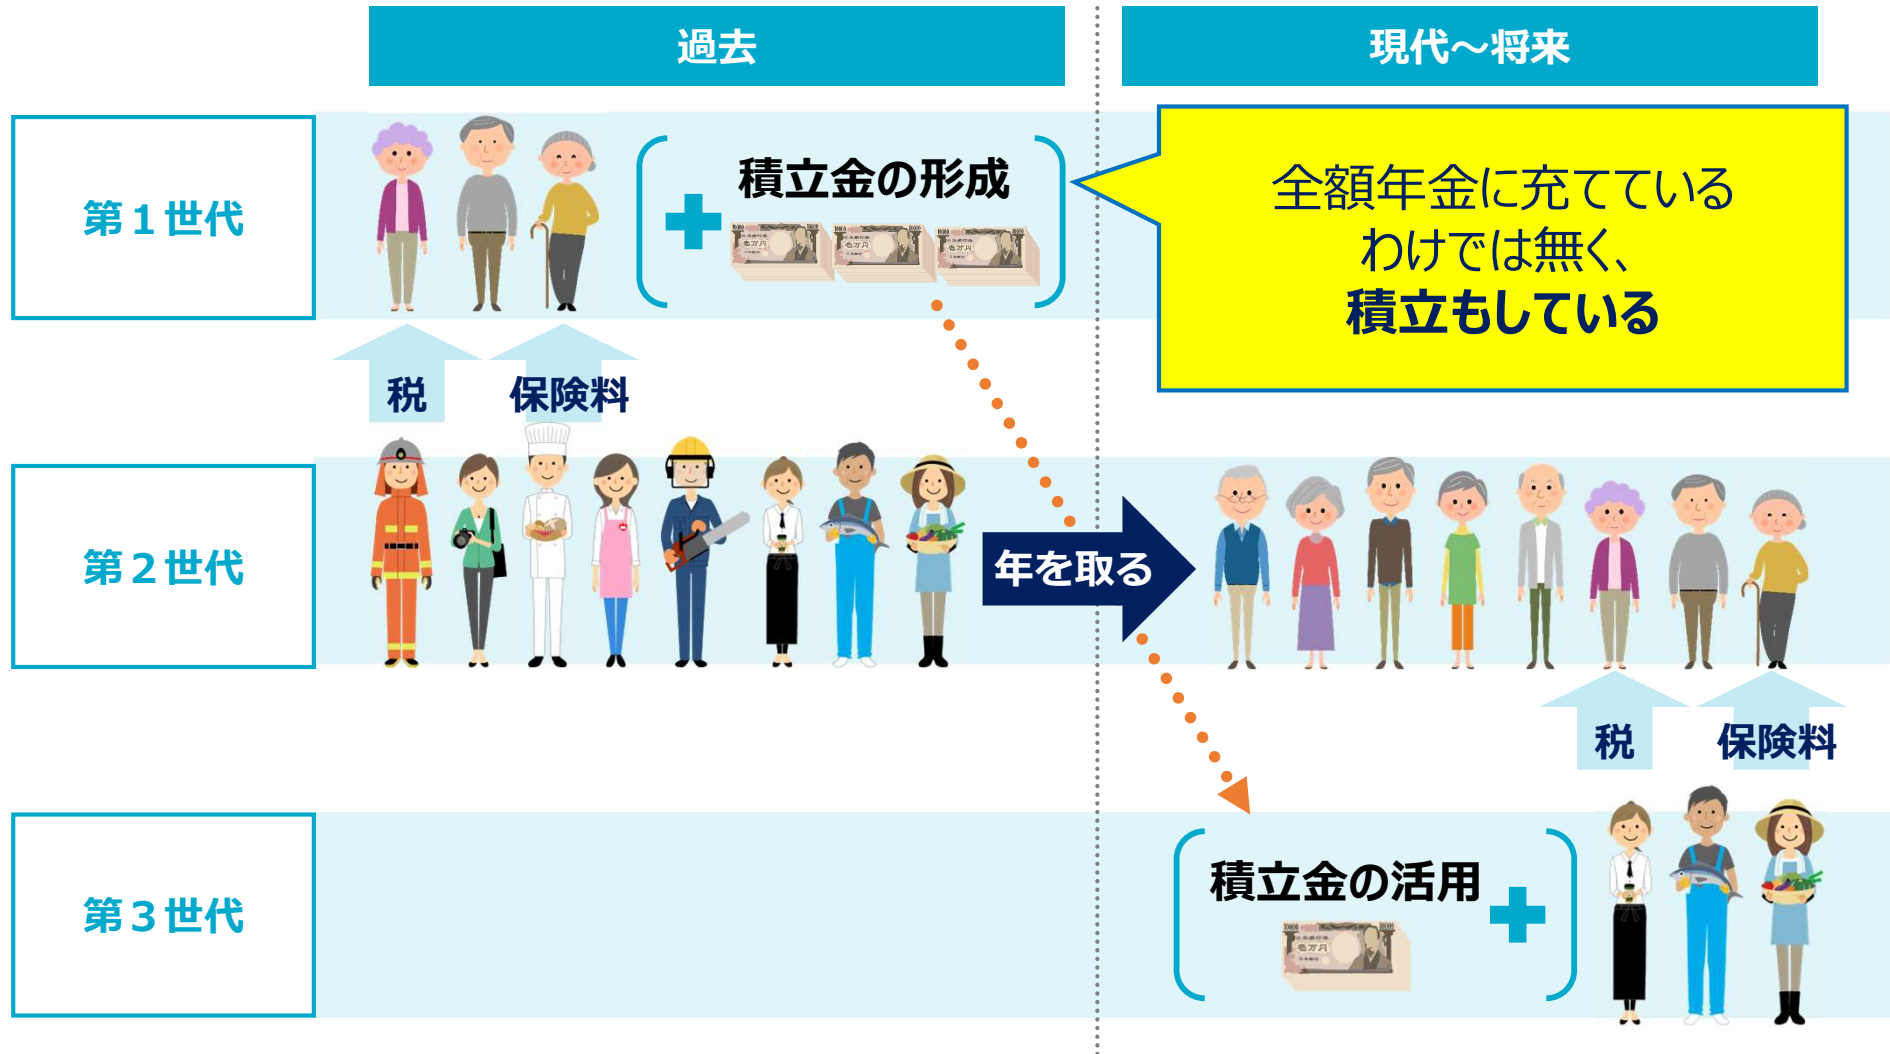 過去
現代～将来
第１世代
積立金の形成
全額年金に充てている
わけでは無く、
積立もしている
税
保険料
第２世代
年を取る
税
保険料
第３世代
積立金の活用